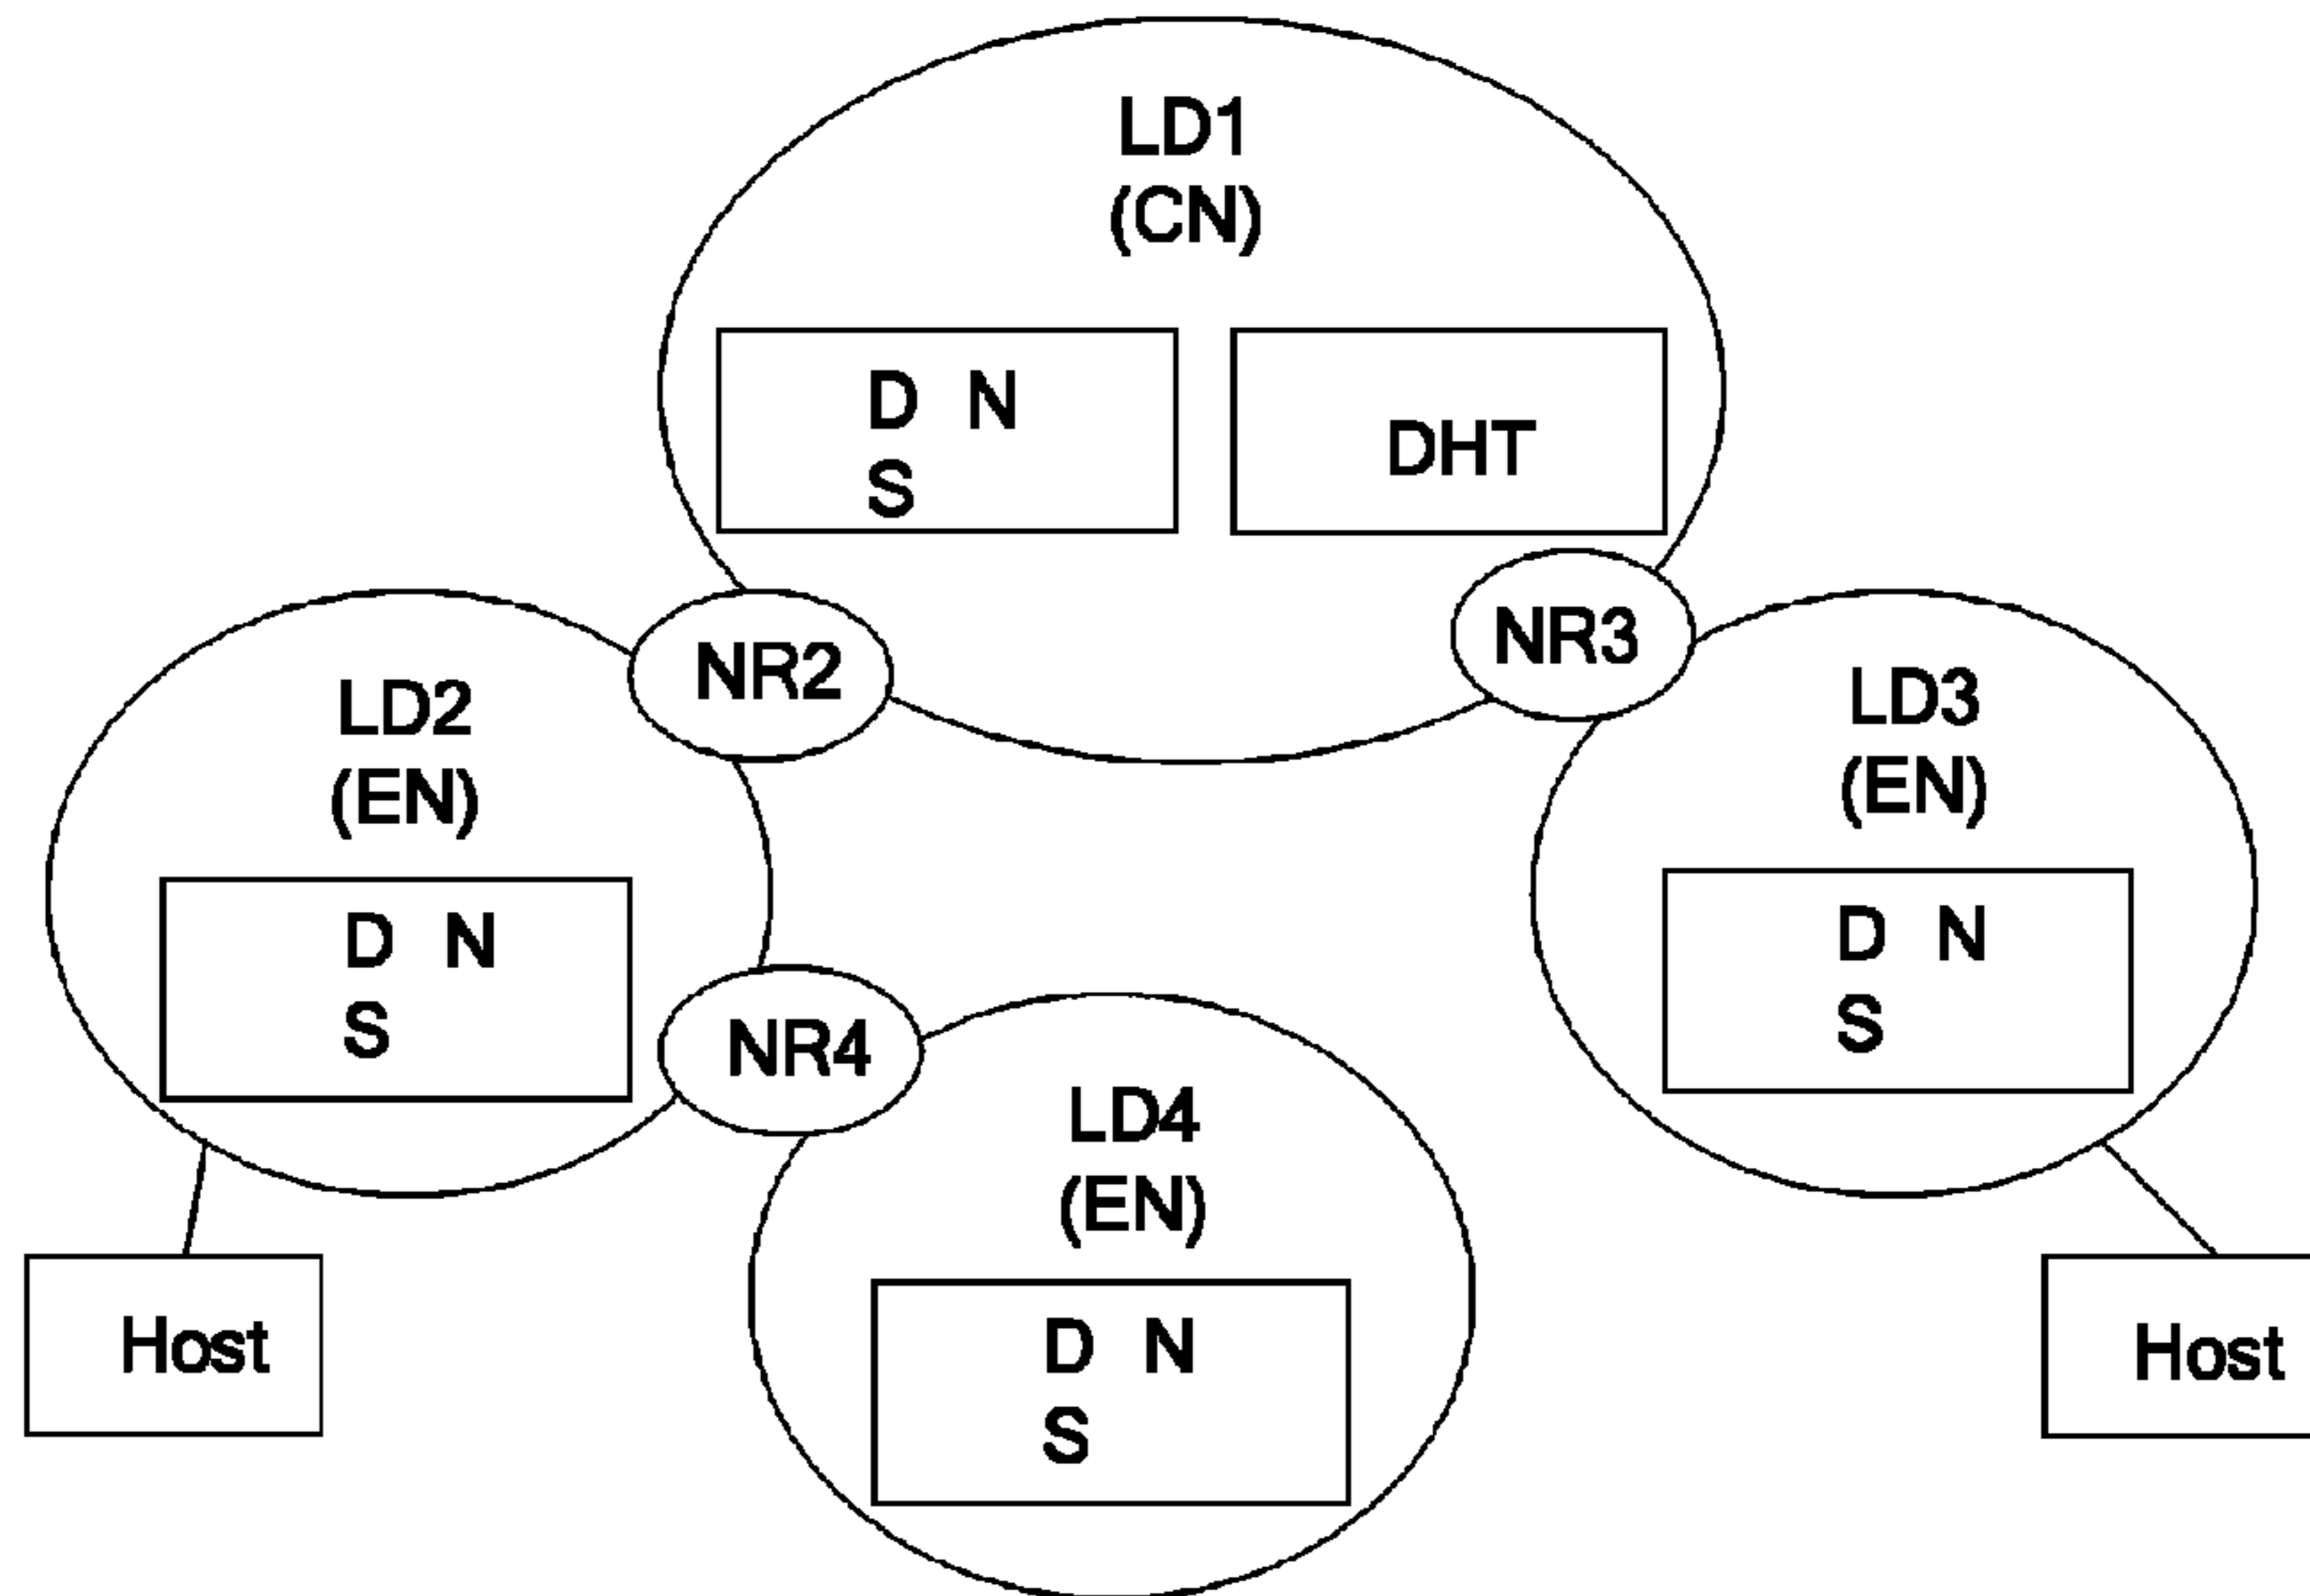 LD1
(CN)
D N
S
DHT
NR2
NR3
LD2
(EN)
D N
S
LD3
(EN)
D N
S
NR4
LD4
(EN)
D N
S
Host
Host